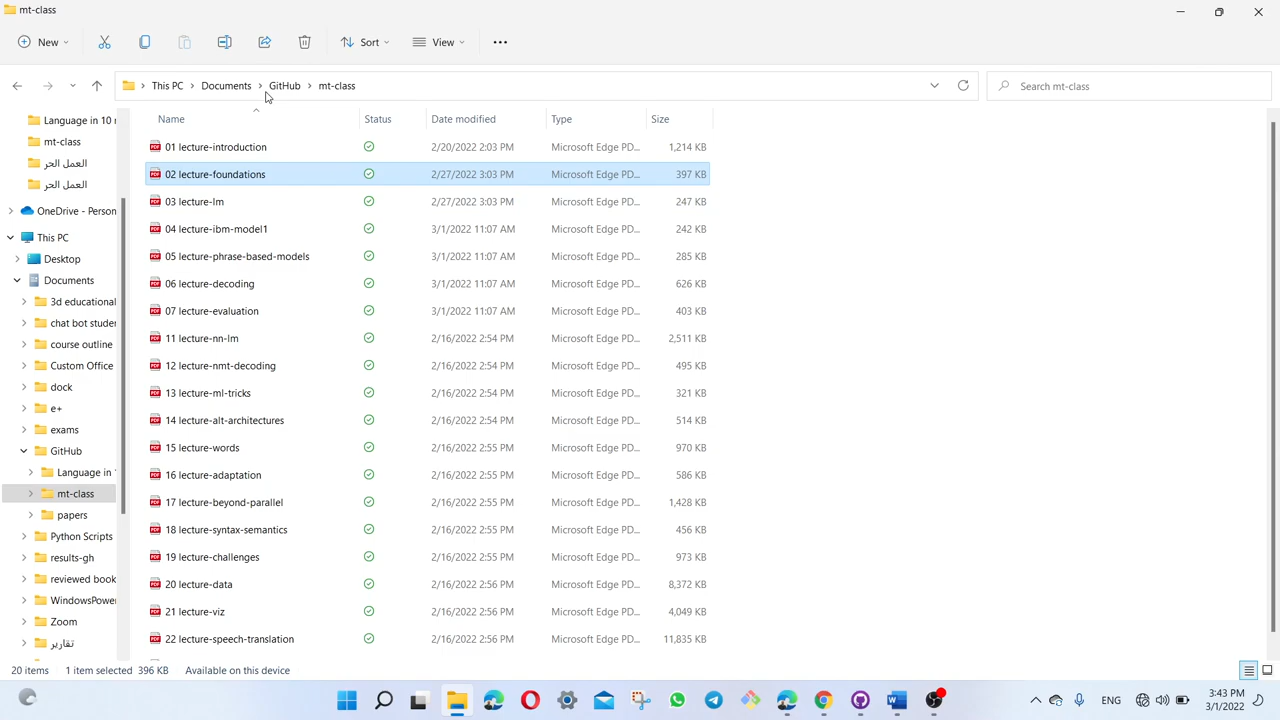 mt-class
New
Sort
View
This PC > Documents > GitHub > mt-class
Search mt-class
Name Status Date modified Type Size
01 lecture-introduction 2/20/2022 2:03 PM Microsoft Edge PD... 1,214 KB
02 lecture-foundations 2/27/2022 3:03 PM Microsoft Edge PD... 397 KB
03 lecture-lm 2/27/2022 3:03 PM Microsoft Edge PD... 247 KB
04 lecture-ibm-model1 3/1/2022 11:07 AM Microsoft Edge PD... 242 KB
05 lecture-phrase-based-models 3/1/2022 11:07 AM Microsoft Edge PD... 285 KB
06 lecture-decoding 3/1/2022 11:07 AM Microsoft Edge PD... 626 KB
07 lecture-evaluation 3/1/2022 11:07 AM Microsoft Edge PD... 403 KB
11 lecture-nn-lm 2/16/2022 2:54 PM Microsoft Edge PD... 2,511 KB
12 lecture-nmt-decoding 2/16/2022 2:54 PM Microsoft Edge PD... 495 KB
13 lecture-ml-tricks 2/16/2022 2:54 PM Microsoft Edge PD... 321 KB
14 lecture-alt-architectures 2/16/2022 2:54 PM Microsoft Edge PD... 514 KB
15 lecture-words 2/16/2022 2:55 PM Microsoft Edge PD... 970 KB
16 lecture-adaptation 2/16/2022 2:55 PM Microsoft Edge PD... 586 KB
17 lecture-beyond-parallel 2/16/2022 2:55 PM Microsoft Edge PD... 1,428 KB
18 lecture-syntax-semantics 2/16/2022 2:55 PM Microsoft Edge PD... 456 KB
19 lecture-challenges 2/16/2022 2:55 PM Microsoft Edge PD... 973 KB
20 lecture-data 2/16/2022 2:56 PM Microsoft Edge PD... 8,372 KB
21 lecture-viz 2/16/2022 2:56 PM Microsoft Edge PD... 4,049 KB
22 lecture-speech-translation 2/16/2022 2:56 PM Microsoft Edge PD... 11,835 KB
Language in 10
mt-class
العمل الحر
العمل الحر
OneDrive - Person
This PC
Desktop
Documents
3d educational
chat bot studen
course outline
Custom Office
dock
e+
exams
GitHub
Language in
mt-class
papers
Python Scripts
results-gh
reviewed book
WindowsPower
Zoom
تقارير
20 items 1 item selected 396 KB Available on this device
ENG
3:43 PM
3/1/2022